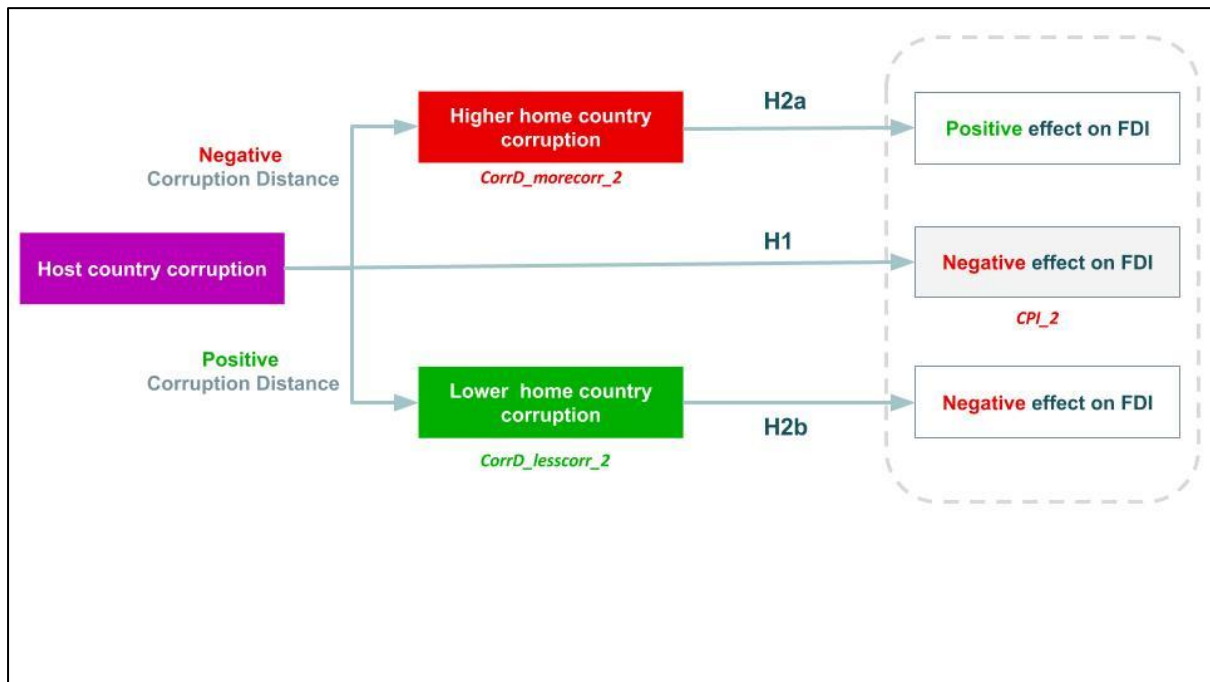 H2a
Higher home country
corruption
Positive effect on FDI
Negative
Corruption Distance
CorrD_morecorr_2
H1
Host country corruption
Negative effect on FDI
CPI_2
Positive
Corruption Distance
Lower home country
corruption
Negative effect on FDI
H2b
CorrD_lesscorr_2